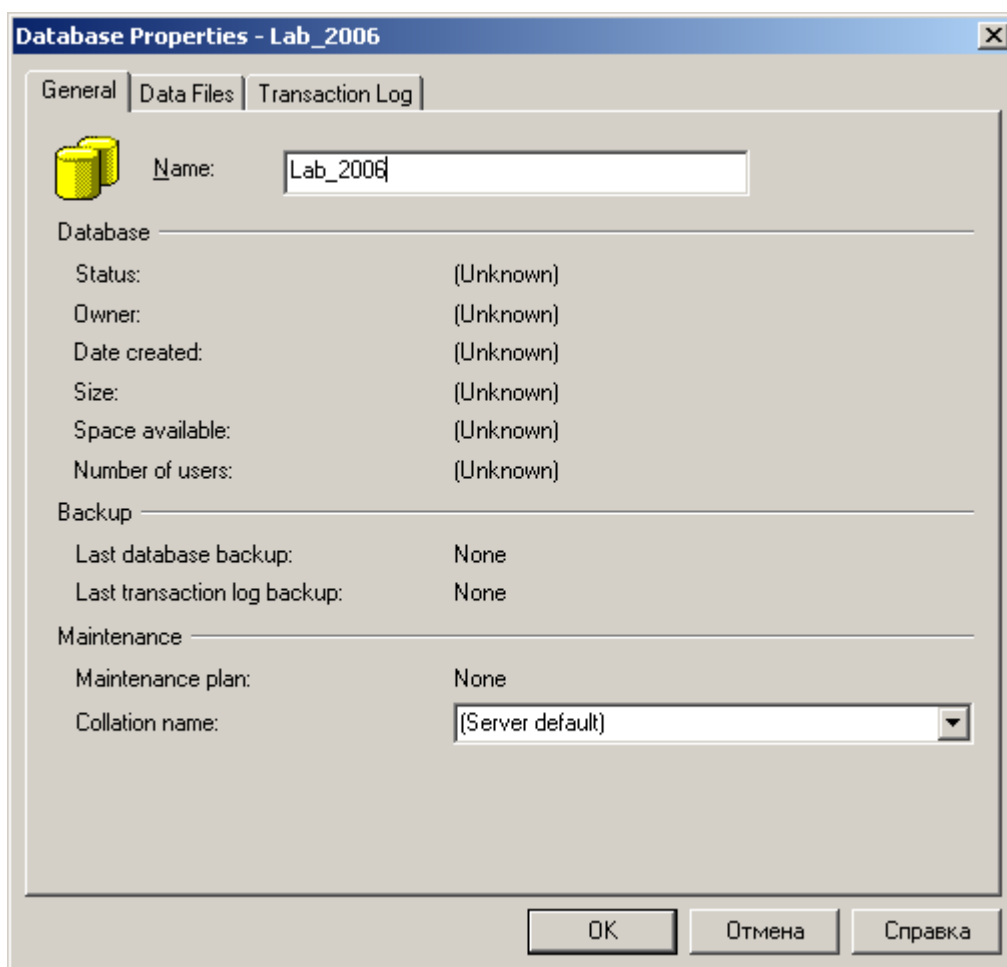 Database Properties - Lab_2006
General Data Files Transaction Log
Name: Lab_2006
Database
Status: (Unknown)
Owner: (Unknown)
Date created: (Unknown)
Size: (Unknown)
Space available: (Unknown)
Number of users: (Unknown)
Backup
Last database backup: None
Last transaction log backup: None
Maintenance
Maintenance plan: None
Collation name: (Server default)
OK Отмена Справка